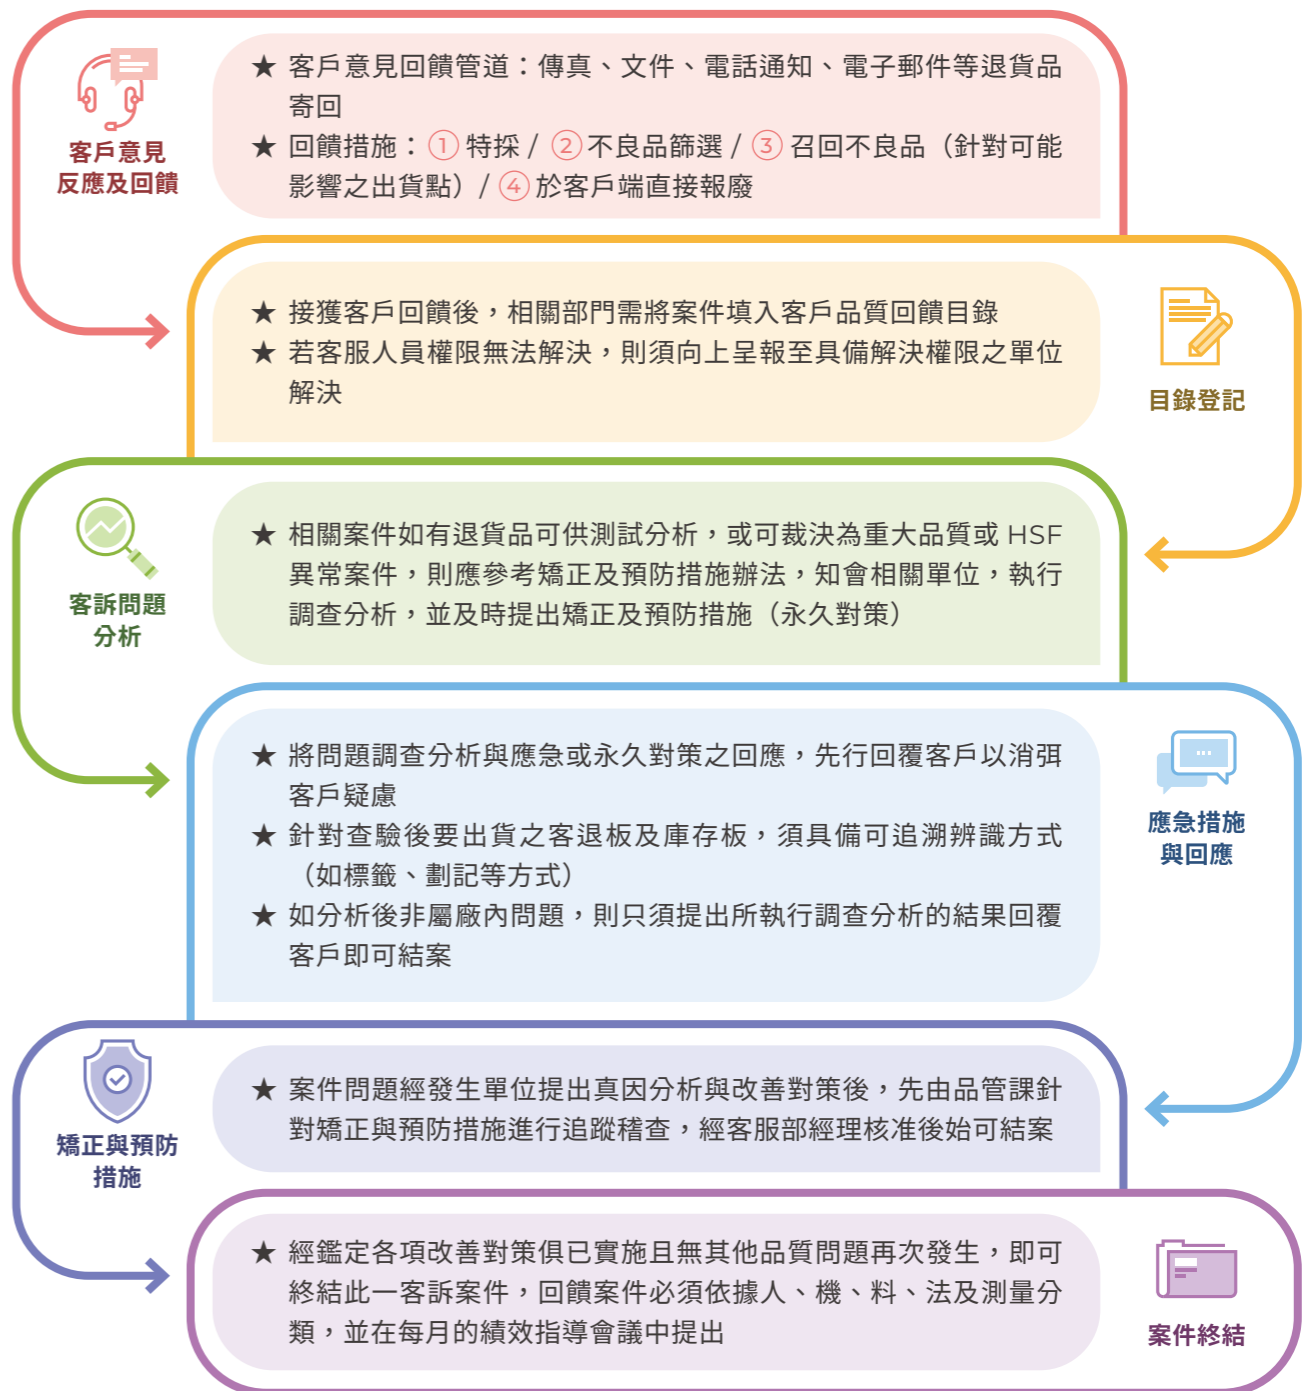 客戶意見
反應及回饋
★ 客戶意見回饋管道：傳真、文件、電話通知、電子郵件等退貨品
寄回
★ 回饋措施：① 特採 / ② 不良品篩選 / ③ 召回不良品（針對可能
影響之出貨點）/ ④ 於客戶端直接報廢
★ 接獲客戶回饋後，相關部門需將案件填入客戶品質回饋目錄
★ 若客服人員權限無法解決，則須向上呈報至具備解決權限之單位
解決
目錄登記
客訴問題
分析
★ 相關案件如有退貨品可供測試分析，或可裁決為重大品質或 HSF
異常案件，則應參考矯正及預防措施辦法，知會相關單位，執行
調查分析，並及時提出矯正及預防措施（永久對策）
★ 將問題調查分析與應急或永久對策之回應，先行回覆客戶以消弭
客戶疑慮
★ 針對查驗後要出貨之客退板及庫存板，須具備可追溯辨識方式
（如標籤、劃記等方式）
★ 如分析後非屬廠內問題，則只須提出所執行調查分析的結果回覆
客戶即可結案
應急措施
與回應
矯正與預防
措施
★ 案件問題經發生單位提出真因分析與改善對策後，先由品管課針
對矯正與預防措施進行追蹤稽查，經客服部經理核准後始可結案
★ 經鑑定各項改善對策俱已實施且無其他品質問題再次發生，即可
終結此一客訴案件，回饋案件必須依據人、機、料、法及測量分
類，並在每月的績效指導會議中提出
案件終結